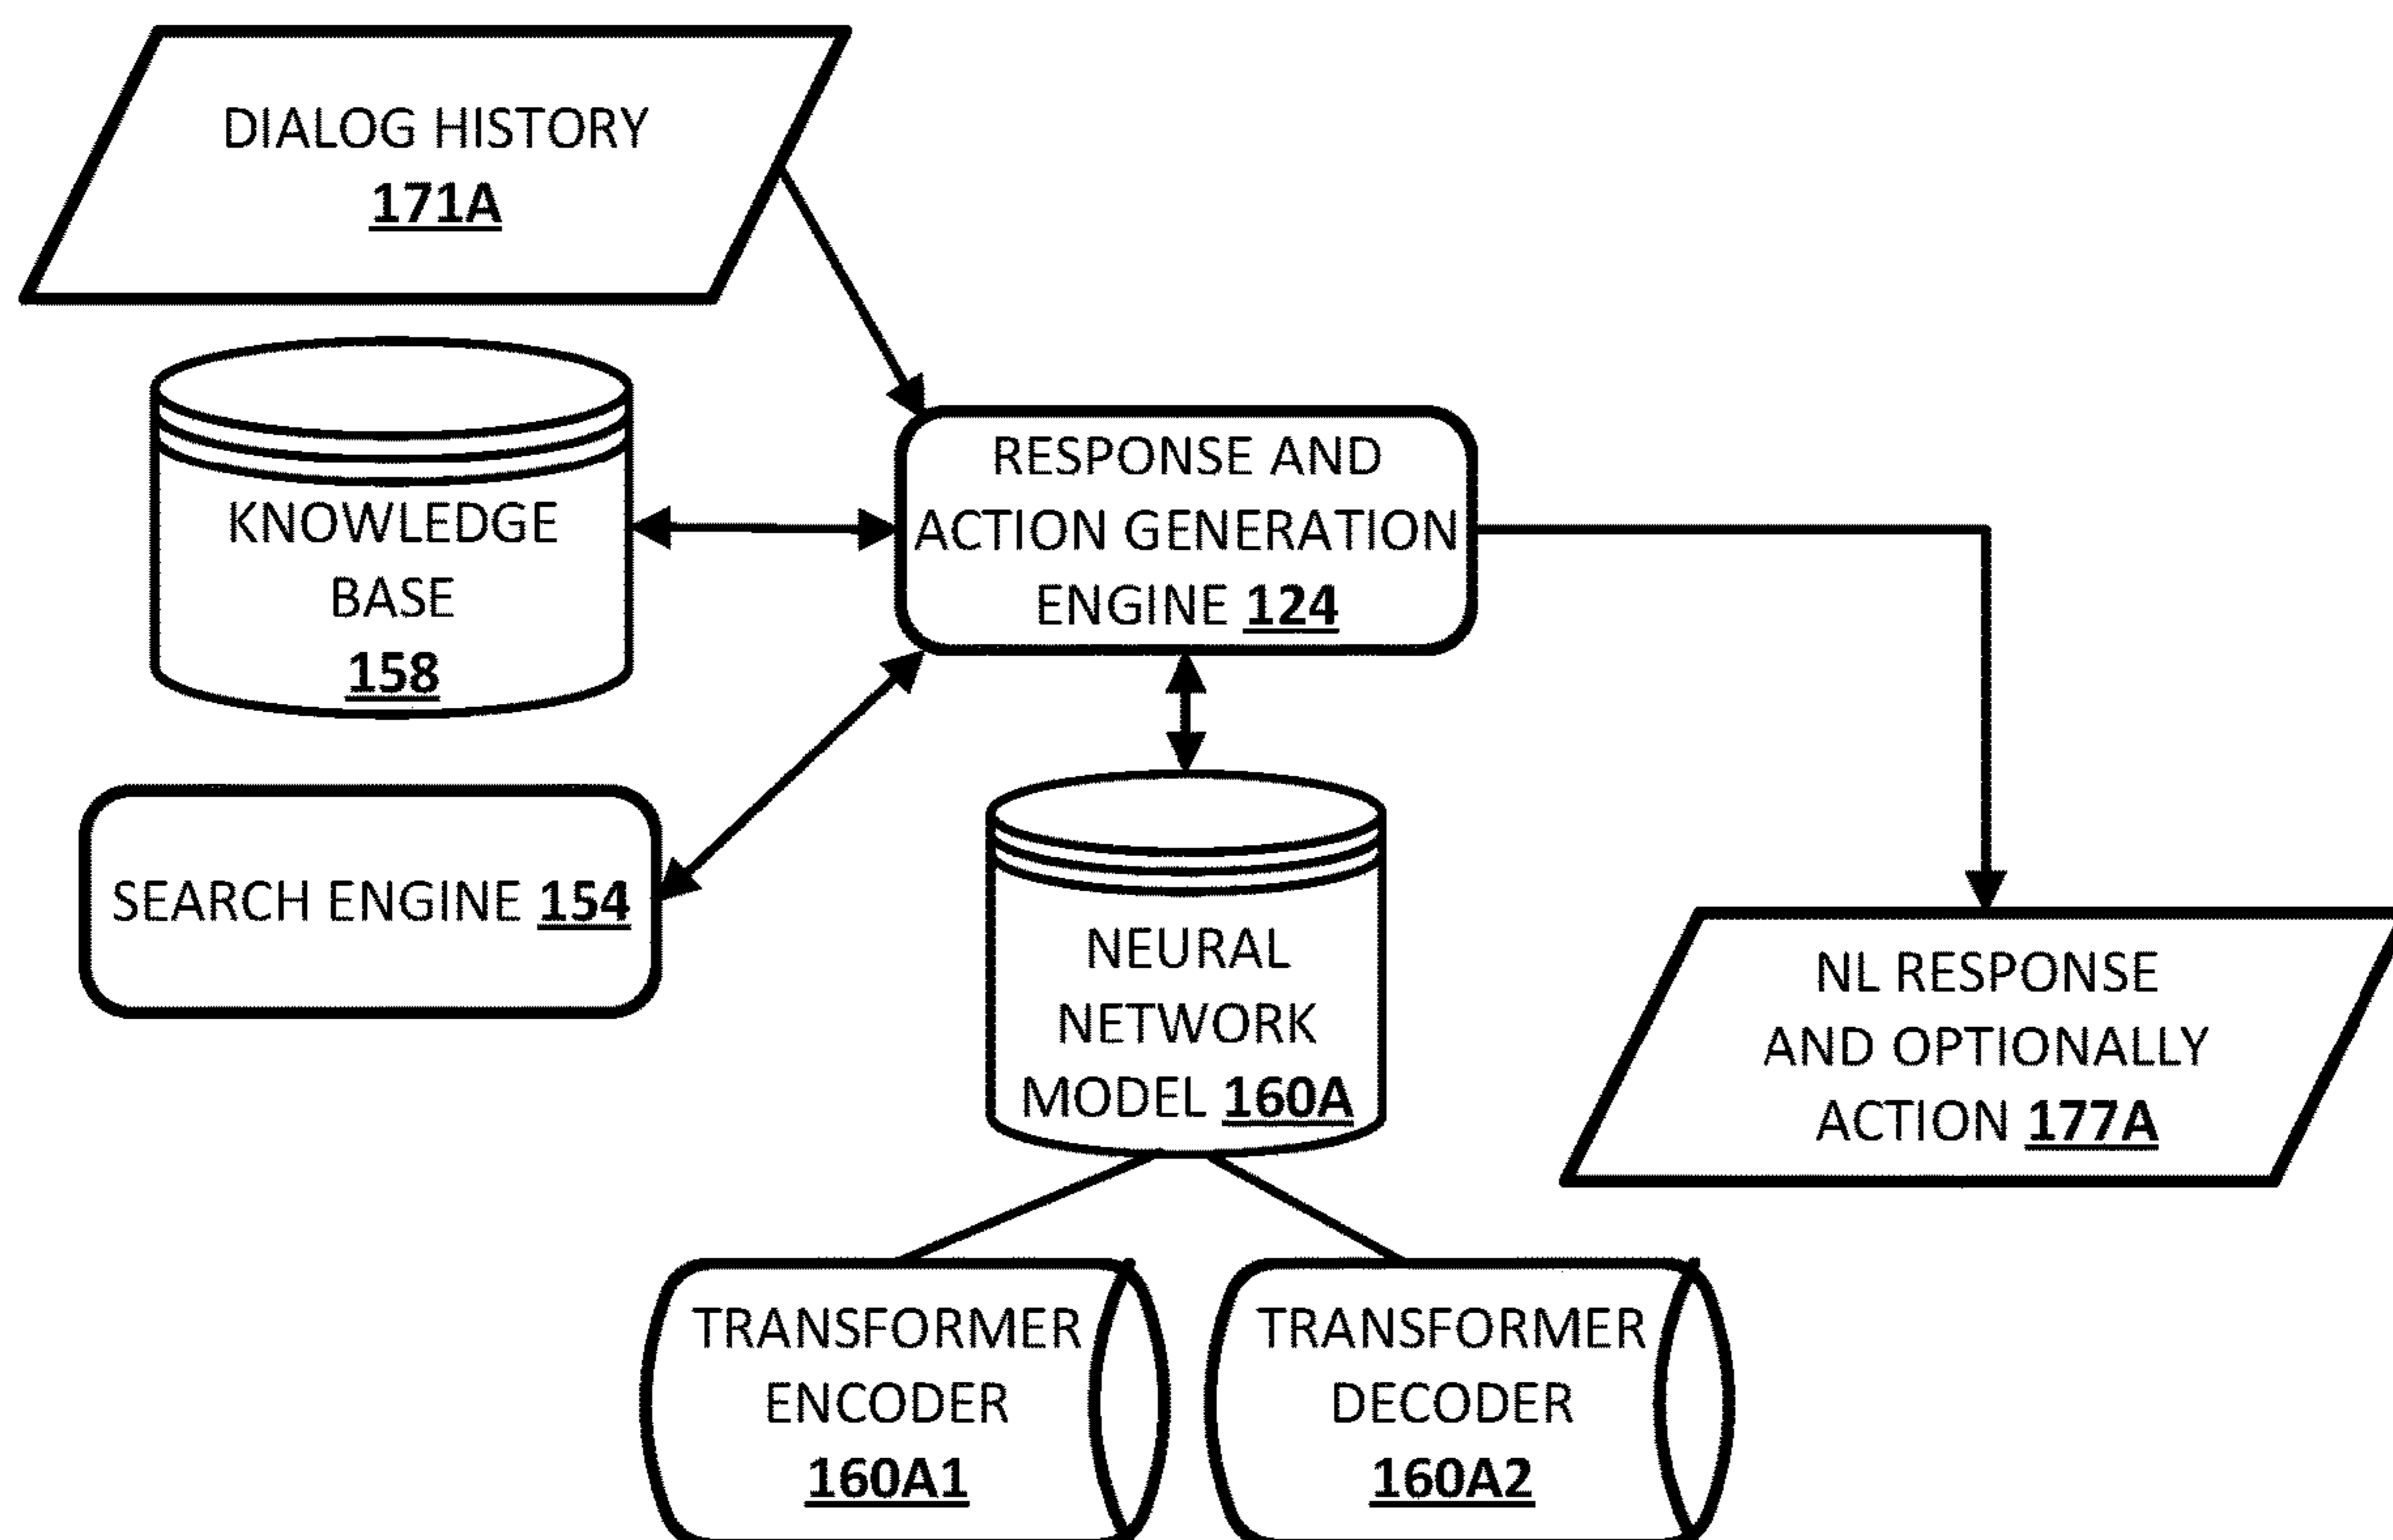 DIALOG HISTORY
171A
KNOWLEDGE
BASE
158
RESPONSE AND
ACTION GENERATION
ENGINE 124
SEARCH ENGINE 154
NEURAL
NETWORK
MODEL 160A
NL RESPONSE
AND OPTIONALLY
ACTION 177A
TRANSFORMER
ENCODER
160A1
TRANSFORMER
DECODER
160A2